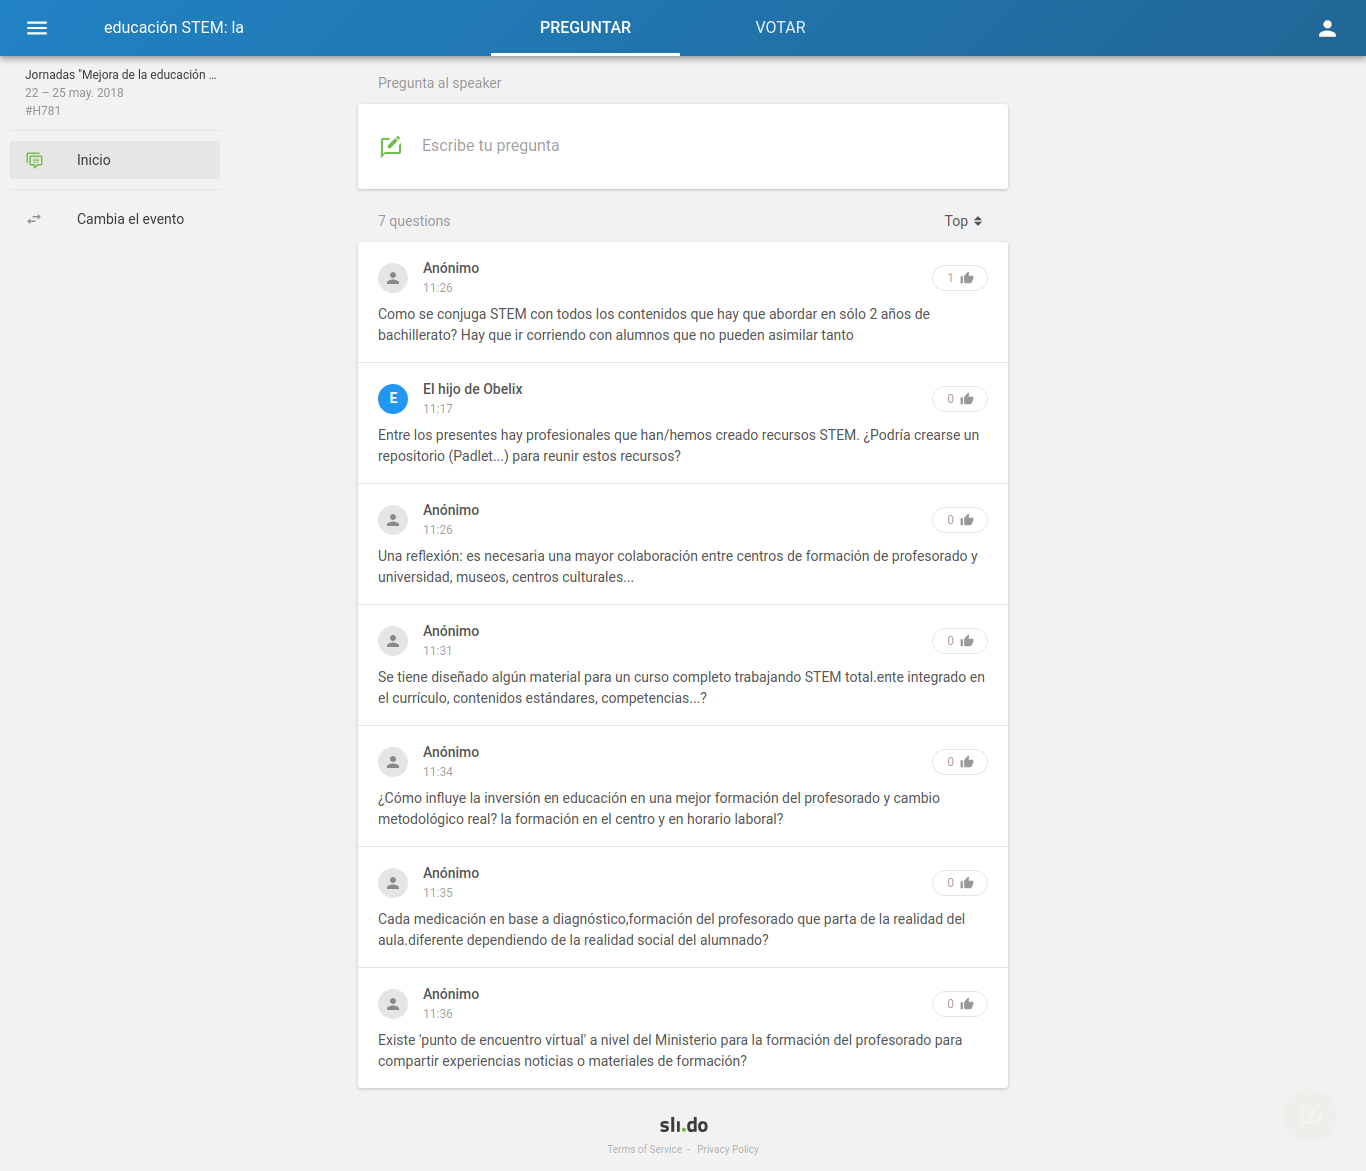 educación STEM: la
PREGUNTAR
VOTAR
Jornadas "Mejora de la educación ...
22 – 25 may. 2018
#H781
Inicio
Cambia el evento
Pregunta al speaker
Escribe tu pregunta
7 questions
Top
Anónimo
11:26
1
Como se conjuga STEM con todos los contenidos que hay que abordar en sólo 2 años de
bachillerato? Hay que ir corriendo con alumnos que no pueden asimilar tanto
E
El hijo de Obelix
11:17
0
Entre los presentes hay profesionales que han/hemos creado recursos STEM. ¿Podría crearse un
repositorio (Padlet...) para reunir estos recursos?
Anónimo
11:26
0
Una reflexión: es necesaria una mayor colaboración entre centros de formación de profesorado y
universidad, museos, centros culturales...
Anónimo
11:31
0
Se tiene diseñado algún material para un curso completo trabajando STEM total.ente integrado en
el currículo, contenidos estándares, competencias...?
Anónimo
11:34
0
¿Cómo influye la inversión en educación en una mejor formación del profesorado y cambio
metodológico real? la formación en el centro y en horario laboral?
Anónimo
11:35
0
Cada medicación en base a diagnóstico,formación del profesorado que parta de la realidad del
aula.diferente dependiendo de la realidad social del alumnado?
Anónimo
11:36
0
Existe 'punto de encuentro virtual' a nivel del Ministerio para la formación del profesorado para
compartir experiencias noticias o materiales de formación?
sli.do
Terms of Service - Privacy Policy